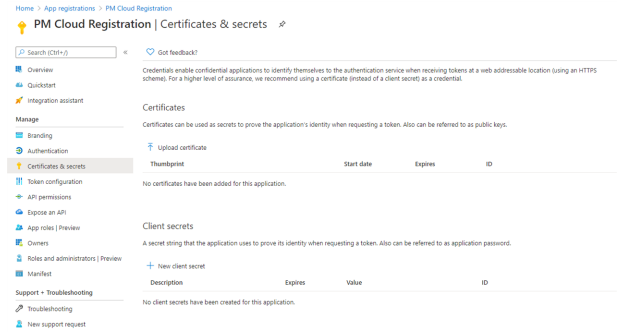 Home > App registrations > PM Cloud Registration
PM Cloud Registration | Certificates & secrets
Search (Ctrl+/)
«
Got feedback?
Overview
Quickstart
Integration assistant
Manage
Branding
Authentication
Certificates & secrets
Token configuration
API permissions
Expose an API
App roles | Preview
Owners
Roles and administrators | Preview
Manifest
Support + Troubleshooting
Troubleshooting
New support request
Credentials enable confidential applications to identify themselves to the authentication service when receiving tokens at a web addressable location (using an HTTPS
scheme). For a higher level of assurance, we recommend using a certificate (instead of a client secret) as a credential.
Certificates
Certificates can be used as secrets to prove the application's identity when requesting a token. Also can be referred to as public keys.
Upload certificate
Thumbprint Start date Expires ID
No certificates have been added for this application.
Client secrets
A secret string that the application uses to prove its identity when requesting a token. Also can be referred to as application password.
New client secret
Description Expires Value ID
No client secrets have been created for this application.